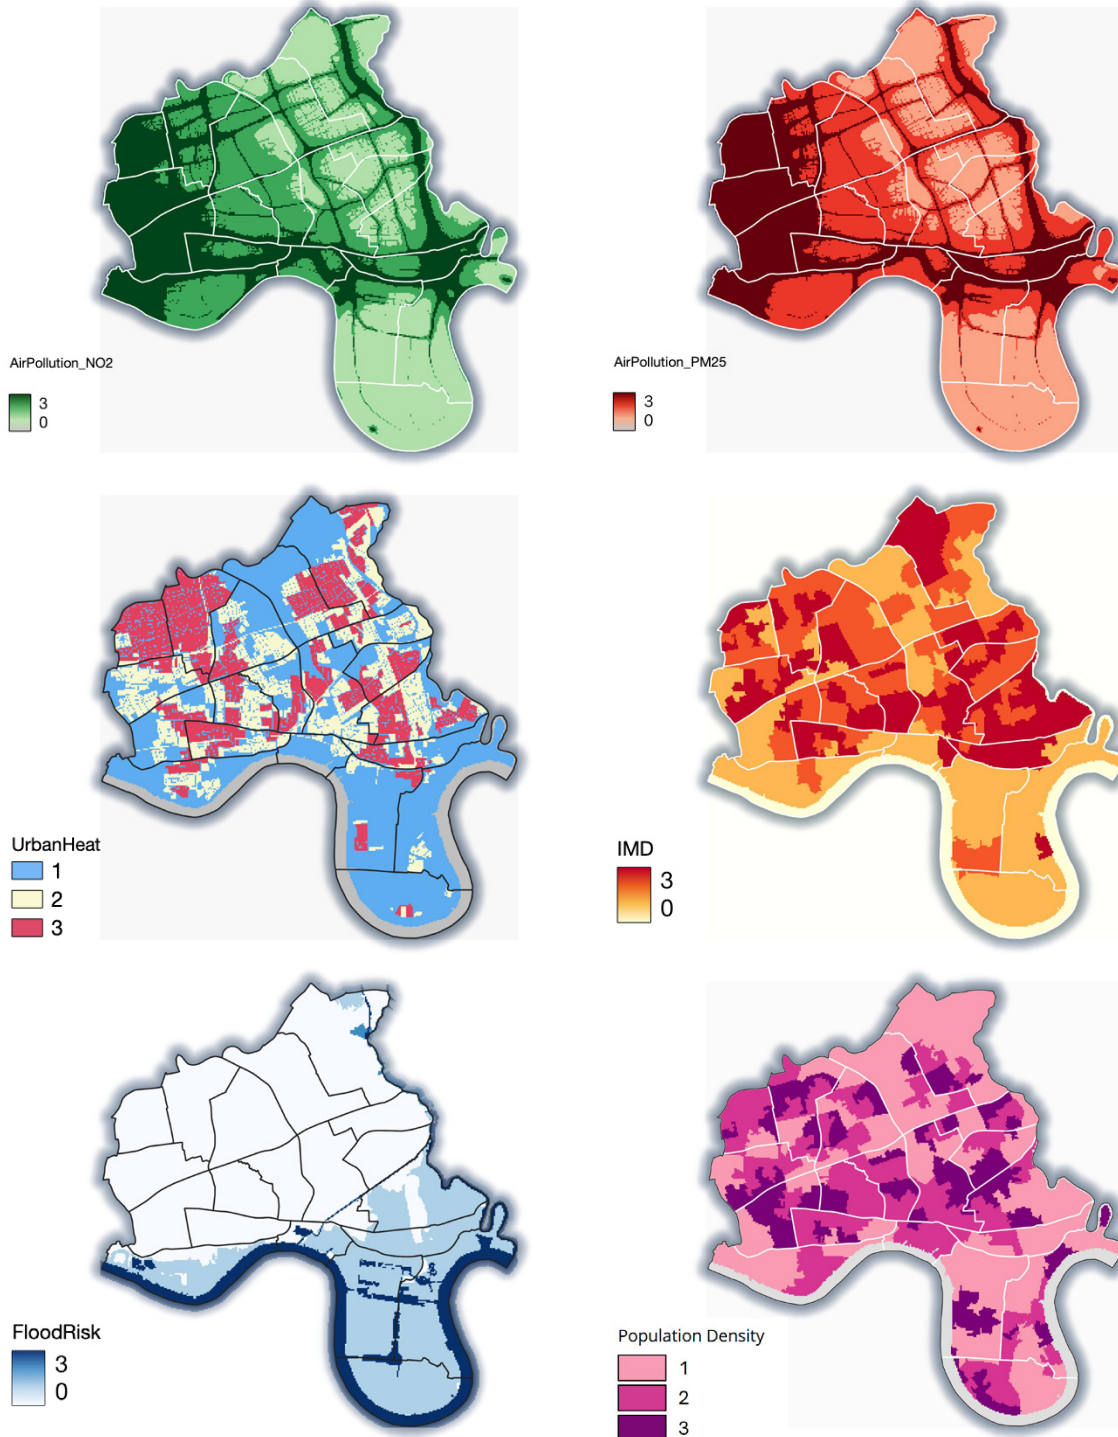 AirPollution_NO2
3
0
AirPollution_PM25
3
0
UrbanHeat
1
2
3
IMD
3
0
FloodRisk
3
0
Population Density
1
2
3